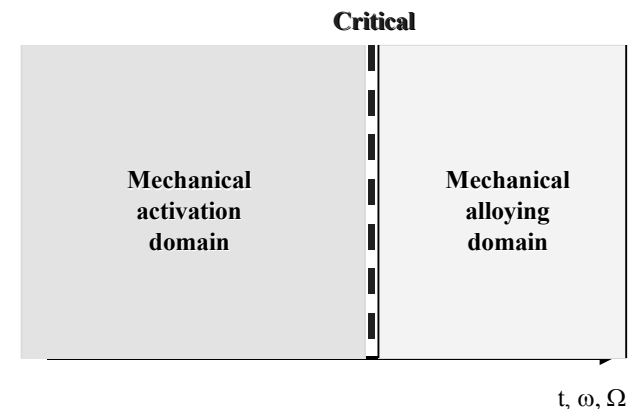 Critical
Mechanical
activation
domain
Mechanical
alloying
domain
t, ω, Ω